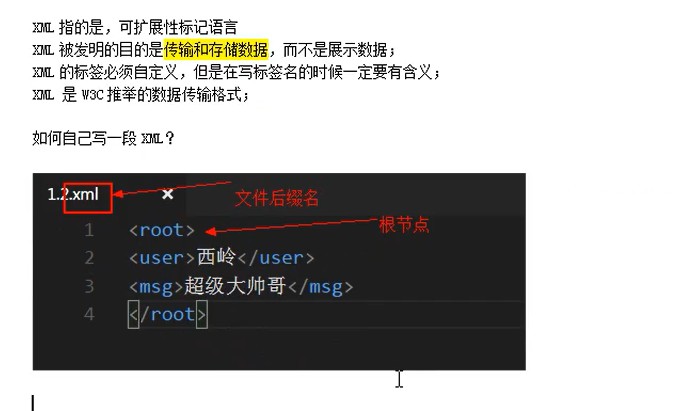 XML 指的是，可扩展性标记语言
XML 被发明的目的是传输和存储数据，而不是展示数据；
XML 的标签必须自定义，但是在写标签名的时候一定要有含义；
XML 是 W3C 推举的数据传输格式；
如何自己写一段 XML？
1.2.xml ×
文件后缀名
1 <root>
根节点
2 <user>西岭</user>
3 <msg>超级大帅哥</msg>
4 </root>